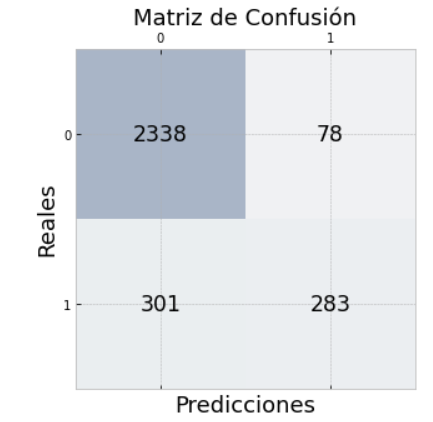 Matriz de Confusión
0 1
0 2338 78
Reales
1 301 283
Predicciones